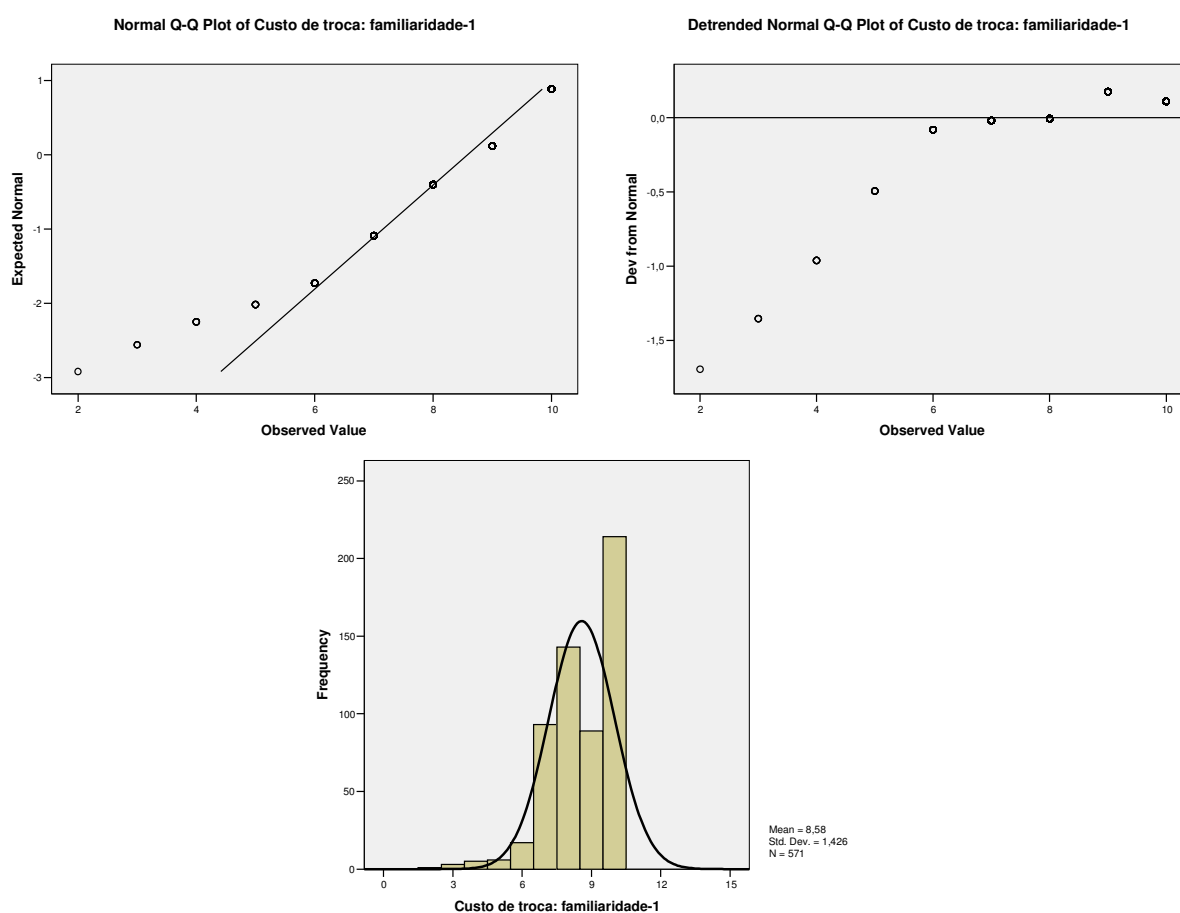 Normal Q-Q Plot of Custo de troca: familiaridade-1
Expected Normal
1
0
-1
-2
-3
2 4 6 8 10
Observed Value
Detrended Normal Q-Q Plot of Custo de troca: familiaridade-1
Dev from Normal
0,0
-0,5
-1,0
-1,5
2 4 6 8 10
Observed Value
Frequency
250
200
150
100
50
0
0 3 6 9 12 15
Custo de troca: familiaridade-1
Mean = 8,58
Std. Dev. = 1,426
N = 571